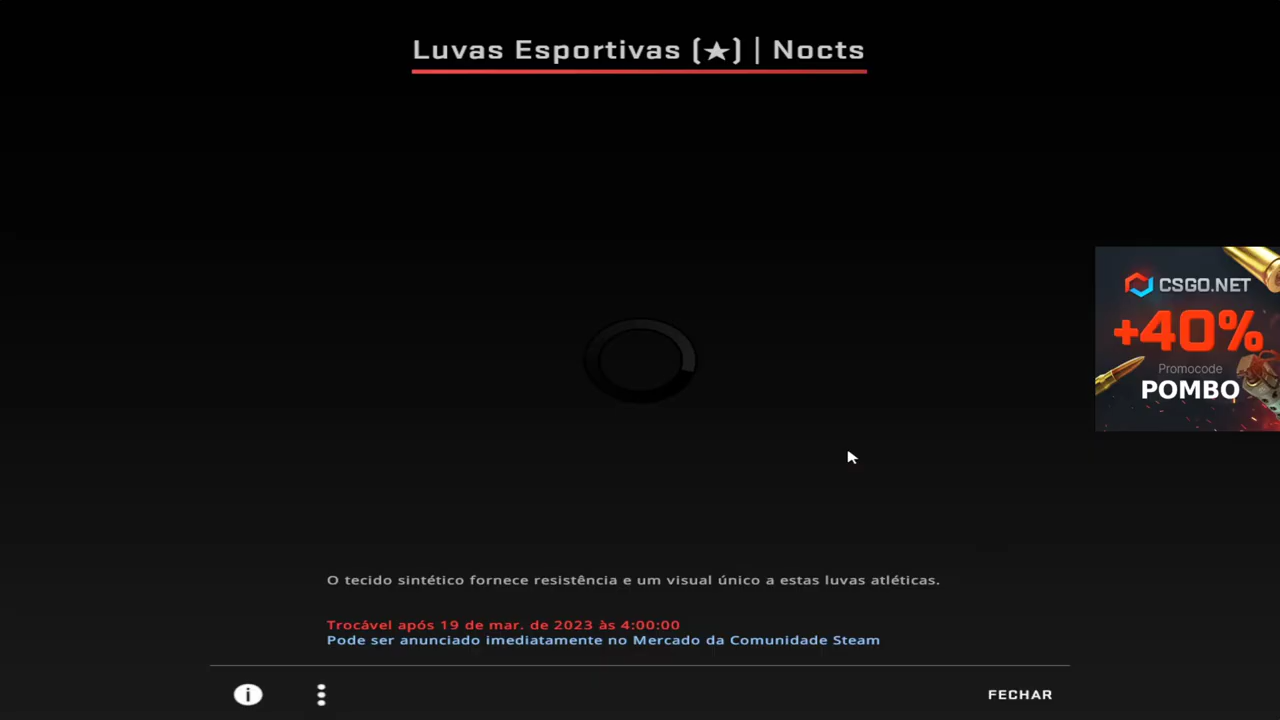 Luvas Esportivas (★) | Nocts
CSGO.NET
+40%
Promocode
POMBO
O tecido sintético fornece resistência e um visual único a estas luvas atléticas.
Trocável após 19 de mar. de 2023 às 4:00:00
Pode ser anunciado imediatamente no Mercado da Comunidade Steam
FECHAR